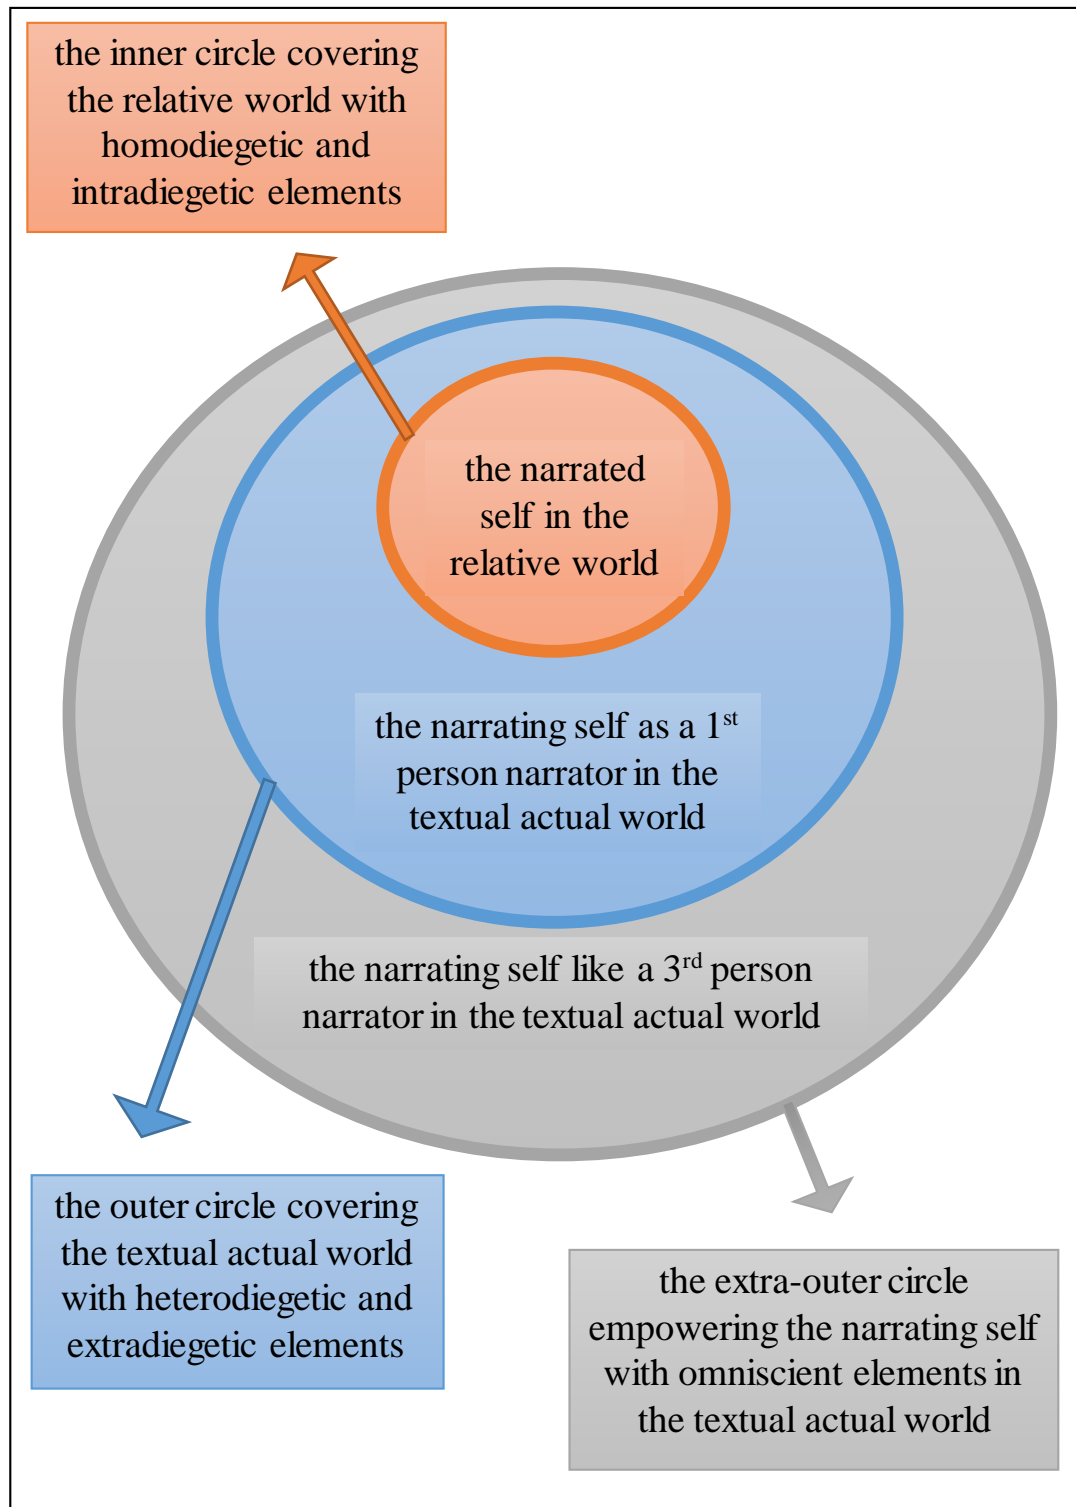 the inner circle covering
the relative world with
homodiegetic and
intradiegetic elements
the narrated
self in the
relative world
the narrating self as a 1st
person narrator in the
textual actual world
the narrating self like a 3rd person
narrator in the textual actual world
the outer circle covering
the textual actual world
with heterodiegetic and
extradiegetic elements
the extra-outer circle
empowering the narrating self
with omniscient elements in
the textual actual world